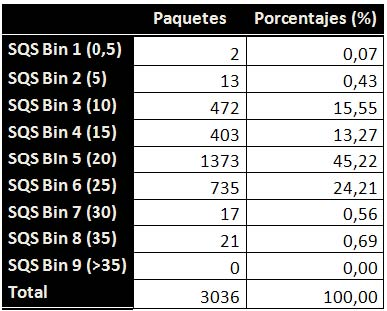 Paquetes Porcentajes (%)
SQS Bin 1 (0,5) 2 0,07
SQS Bin 2 (5) 13 0,43
SQS Bin 3 (10) 472 15,55
SQS Bin 4 (15) 403 13,27
SQS Bin 5 (20) 1373 45,22
SQS Bin 6 (25) 735 24,21
SQS Bin 7 (30) 17 0,56
SQS Bin 8 (35) 21 0,69
SQS Bin 9 (>35) 0 0,00
Total 3036 100,00